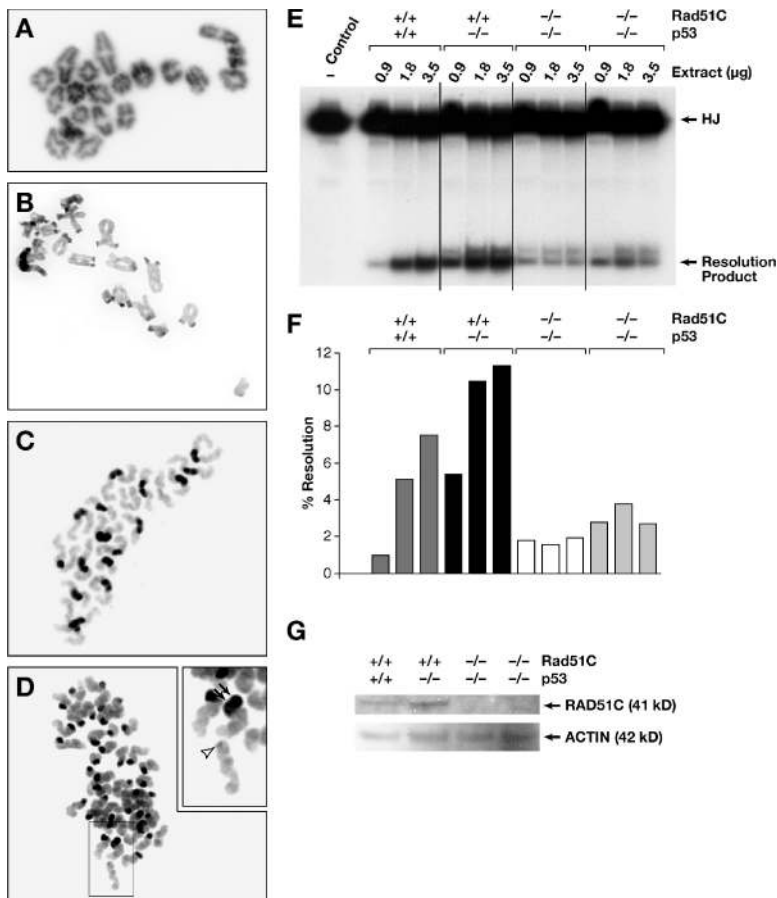 A
B
C
D
E
– Control
+/+ +/+ –/– –/– Rad51C
+/+ –/– +/+ –/– p53
0.9 1.8 3.5 0.9 1.8 3.5 0.9 1.8 3.5 0.9 1.8 3.5 Extract (µg)
HJ
Resolution
Product
F
+/+ +/+ –/– –/– Rad51C
+/+ –/– +/+ –/– p53
12
10
8
6
4
2
0
% Resolution
G
+/+ +/+ –/– –/– Rad51C
+/+ –/– +/+ –/– p53
RAD51C (41 kD)
ACTIN (42 kD)